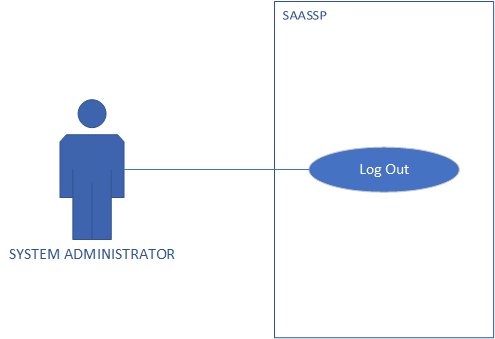 SAASSP
Log Out
SYSTEM ADMINISTRATOR